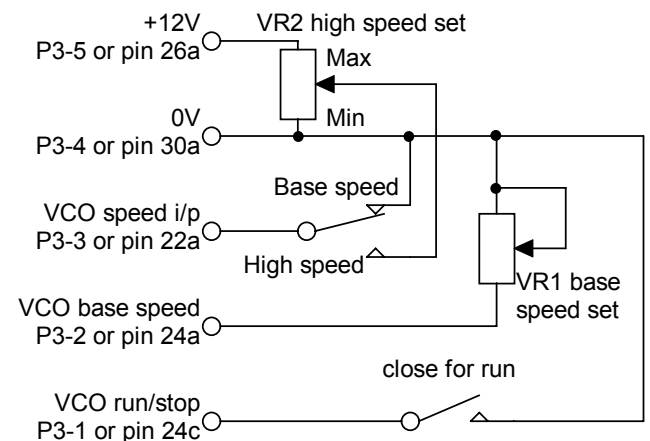 +12V
P3-5 or pin 26a
VR2 high speed set
Max
Min
0V
P3-4 or pin 30a
Base speed
VCO speed i/p
P3-3 or pin 22a
High speed
VR1 base
speed set
VCO base speed
P3-2 or pin 24a
close for run
VCO run/stop
P3-1 or pin 24c